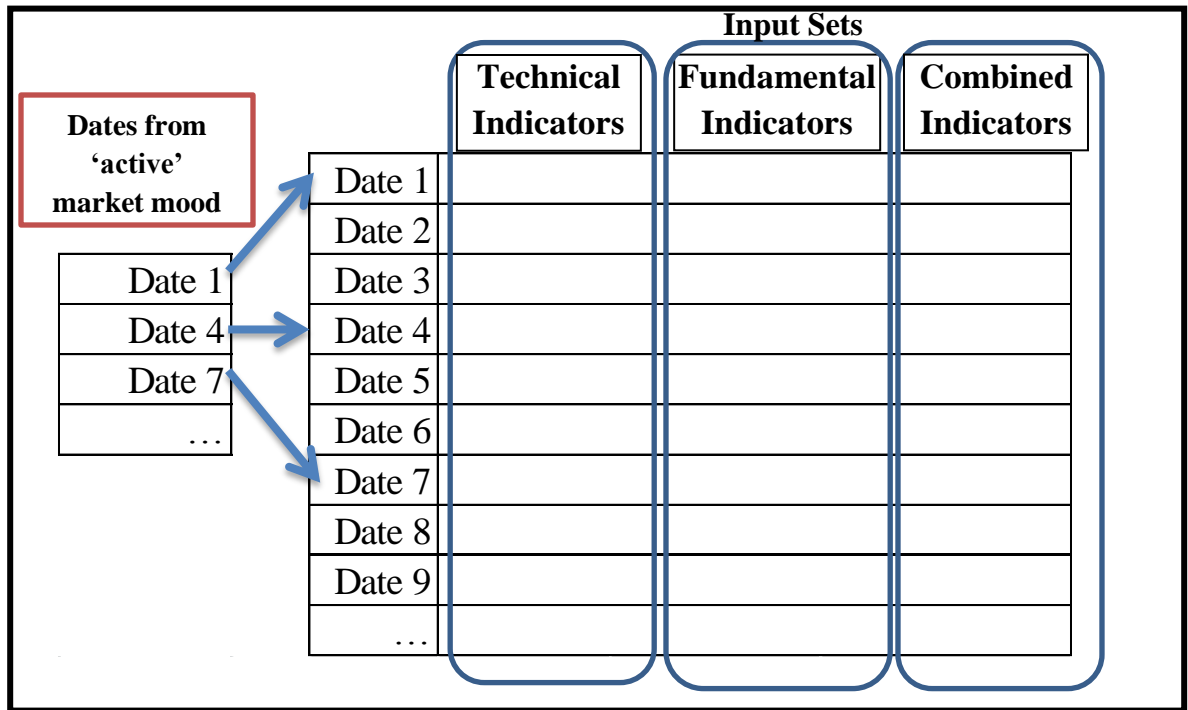 Input Sets
Technical
Indicators
Fundamental
Indicators
Combined
Indicators
Dates from
‘active’
market mood
Date 1
Date 4
Date 7
…
Date 1
Date 2
Date 3
Date 4
Date 5
Date 6
Date 7
Date 8
Date 9
…